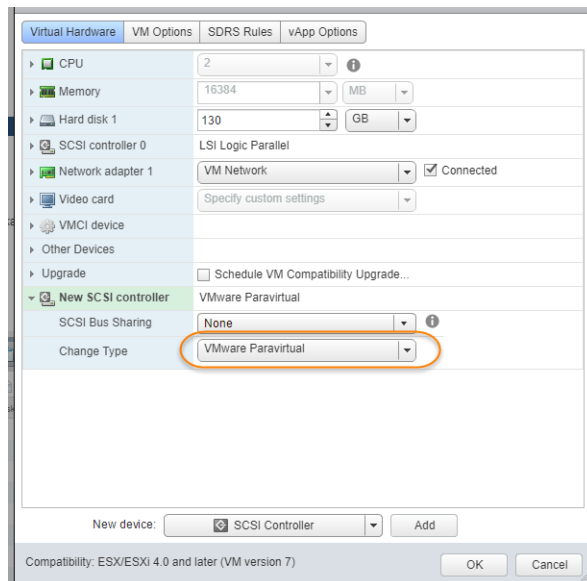 Virtual Hardware VM Options SDRS Rules vApp Options
CPU 2
Memory 16384 MB
Hard disk 1 130 GB
SCSI controller 0 LSI Logic Parallel
Network adapter 1 VM Network Connected
Video card Specify custom settings
VMCI device
Other Devices
Upgrade Schedule VM Compatibility Upgrade...
New SCSI controller VMware Paravirtual
SCSI Bus Sharing None
Change Type VMware Paravirtual
New device: SCSI Controller Add
Compatibility: ESX/ESXi 4.0 and later (VM version 7) OK Cancel